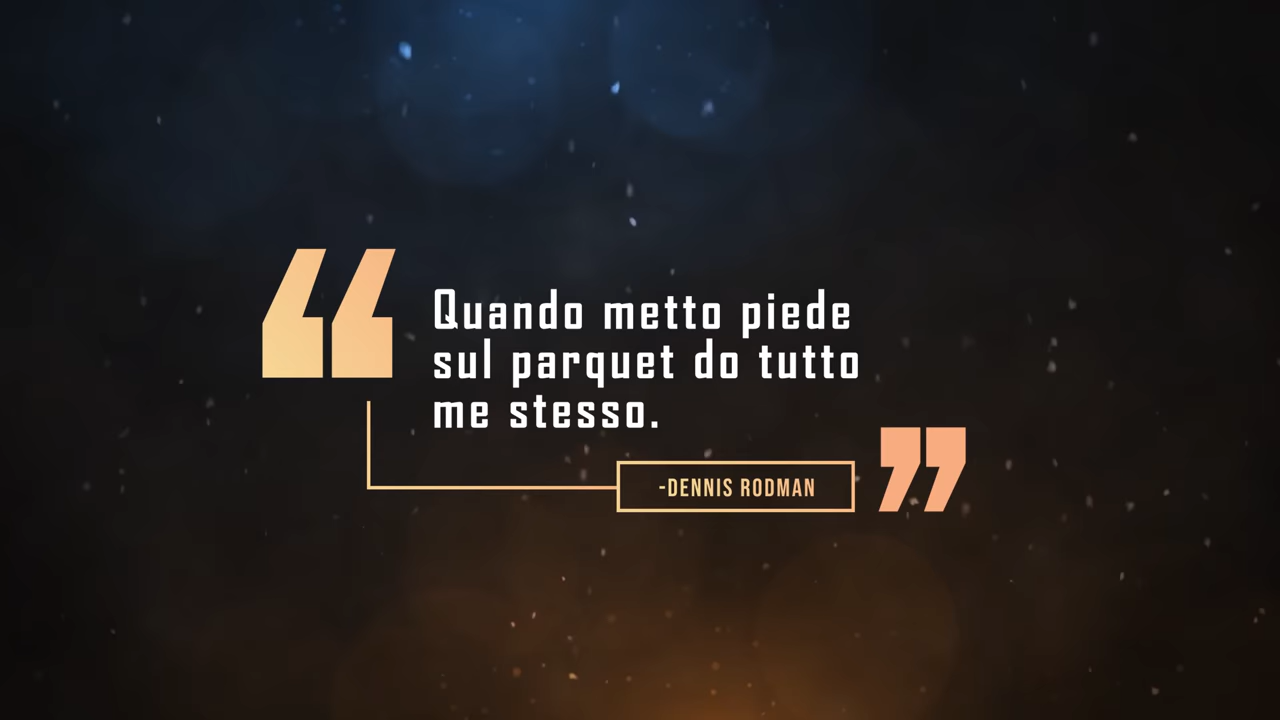 Quando metto piede
sul parquet do tutto
me stesso.
-DENNIS RODMAN